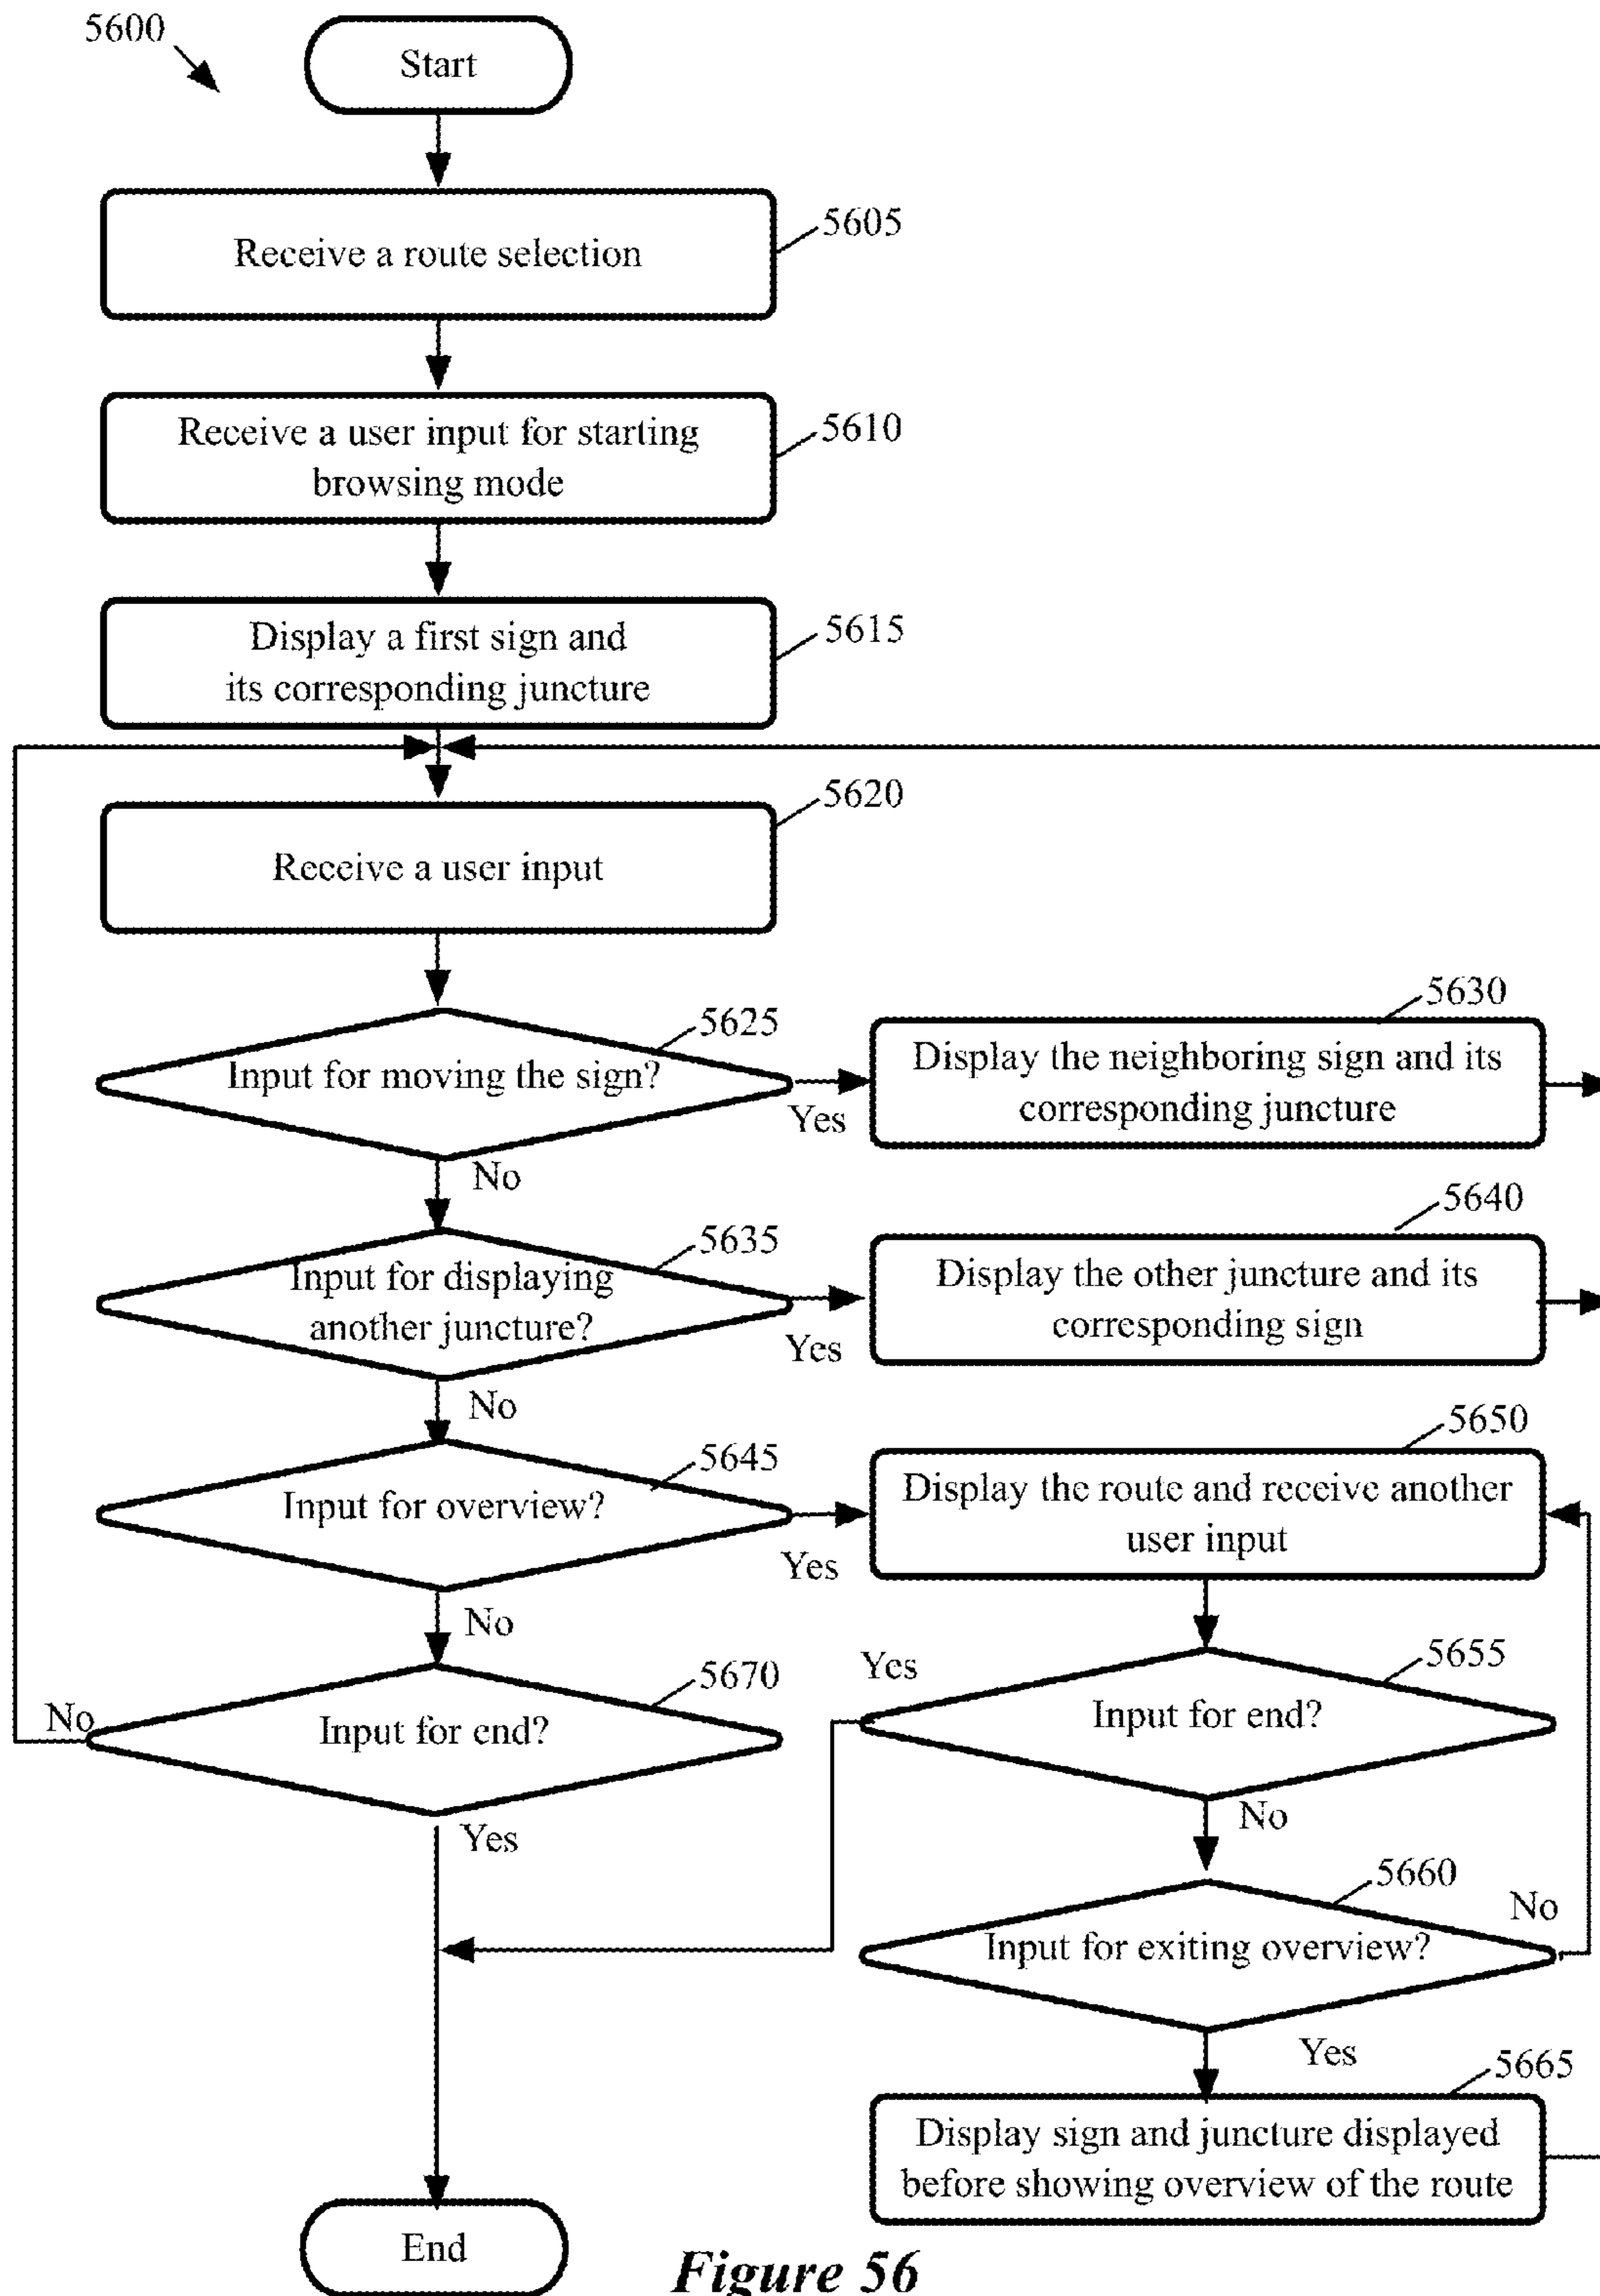 5600
Start
Receive a route selection
5605
Receive a user input for starting
browsing mode
5610
Display a first sign and
its corresponding juncture
5615
Receive a user input
5620
Input for moving the sign?
5625
Yes
No
Display the neighboring sign and its
corresponding juncture
5630
Input for displaying
another juncture?
5635
Yes
No
Display the other juncture and its
corresponding sign
5640
Input for overview?
5645
Yes
No
Display the route and receive another
user input
5650
Input for end?
5670
No
Yes
Input for end?
5655
Yes
No
Input for exiting overview?
5660
No
Yes
Display sign and juncture displayed
before showing overview of the route
5665
End
Figure 56